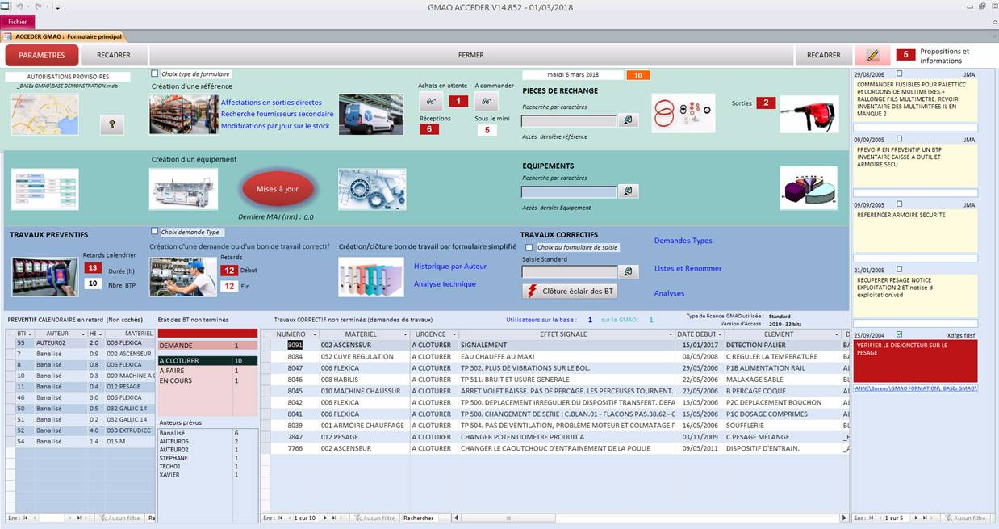 GMAO ACCEDER V14.852 - 01/03/2018
Fichier
ACCEDER GMAO : Formulaire principal
PARAMETRES
RECADRER
FERMER
RECADRER
5
Propositions et
informations
AUTORISATIONS PROVISOIRES
_BASEs GMAO\BASE DEMONSTRATION.mdb
?
Choix type de formulaire
Création d'une référence
Affectations en sorties directes
Recherche fournisseurs secondaire
Modifications par jour sur le stock
Achats en attente
A commander
1
Réceptions
Sous le mini
6
5
mardi 6 mars 2018
10
PIECES DE RECHANGE
Recherche par caractères
Accès dernière référence
Sorties
2
Création d'un équipement
Mises à jour
Dernière MAJ (mn) : 0,0
EQUIPEMENTS
Recherche par caractères
Accès dernier Equipement
TRAVAUX PREVENTIFS
Retards calendrier
13 Durée (h)
10 Nbre BTP
Choix demande Type
Création d'une demande ou d'un bon de travail correctif
Retards
12 Début
12 Fin
Création/clôture bon de travail par formulaire simplifié
Historique par Auteur
Analyse technique
TRAVAUX CORRECTIFS
Choix du formulaire de saisie
Saisie Standard
Clôture éclair des BT
Demandes Types
Listes et Renommer
Analyses
PREVENTIF CALENDRAIRE en retard (Non cochés)
Etat des BT non terminés
Travaux CORRECTIF non terminés (demandes de travaux)
Utilisateurs sur la base : 1 sur la GMAO : 1
Type de licence GMAO utilisée : Standard
Version d'Access : 2010 - 32 bits
BTI AUTEUR HE MATERIEL
55 AUTEUR02 2.0 006 FLEXICA
7 Banalisé 0.9 002 ASCENSEUR
8 Banalisé 0.8 006 FLEXICA
10 Banalisé 0.3 009 MACHINE A C
11 Banalisé 0.4 012 PESAGE
46 Banalisé 3.0 006 FLEXICA
50 Banalisé 0.5 032 GALLIC 14
51 Banalisé 0.2 032 GALLIC 14
52 Banalisé 4.0 033 EXTRUDICC
54 Banalisé 1.4 015 M
Enr : Aucun filtre Re
DEMANDE 1
A CLOTURER 10
A FAIRE 1
EN COURS 1
Auteurs prévus
Banalisé 6
AUTEUR05 2
AUTEUR02 1
STEPHANE 1
TECH01 1
XAVIER 1
NUMERO MATERIEL URGENCE EFFET SIGNALE DATE DEBUT ELEMENT D
8091 002 ASCENSEUR A CLOTURER SIGNALEMENT 15/01/2017 DETECTION PALIER BA
8084 052 CUVE REGULATION A CLOTURER EAU CHAUFFE AU MAXI 08/05/2008 C REGULER LA TEMPERATURE BA
8047 006 FLEXICA A CLOTURER TP 502. PLUS DE VIBRATIONS SUR LE BOL. 29/05/2006 P1B ALIMENTATION RAIL AL
8046 008 HABILIS A CLOTURER TP 511. BRUIT ET USURE GENERALE 22/05/2006 MALAXAGE SABLE BL
8045 010 MACHINE CHAUSSUR A CLOTURER ARRET VOLET BAISSE. PAS DE PERCAGE. LES PERCEUSES TOURNENT. 22/05/2006 B PERCAGE COQUE AL
8042 006 FLEXICA A CLOTURER TP 500. DEPLACEMENT IRREGULIER DU DISPOSITIF TRANSFERT. DEFA 15/05/2006 P2C DEPLACEMENT BOUCHON AL
8041 006 FLEXICA A CLOTURER TP 508. CHANGEMENT DE SERIE : C.BLAN.01 - FLACONS PAS.38.62 - C 15/05/2006 P1C DOSAGE COMPRIMES AL
8039 001 ARMOIRE CHAUFFAGE A CLOTURER TP 504. PAS DE VENTILATION, PROBLÈME MOTEUR ET COLMATAGE F 16/05/2006 SOUFFLERIE BL
7847 012 PESAGE A CLOTURER CHANGER POTENTIOMETRE PRODUIT A 03/11/2009 C PESAGE MÉLANGE _E
7766 002 ASCENSEUR A CLOTURER CHANGER LE CAOUTCHOUC D'ENTRAINEMENT DE LA POULIE 09/05/2011 DISPOSITIF D'ENTRAIN. _A
Enr : 1 sur 10 Aucun filtre Rechercher
29/08/2006 JMA
COMMANDER FUSIBLES POUR PALETTICC
et CORDONS DE MULTIMETRES.+
RALLONGE FILS MULTIMETRE. REVOIR
INVENTAIRE DES MULTIMITRES IL EN
MANQUE 2
09/09/2005 JMA
PREVOIR EN PREVENTIF UN BTP
INVENTAIRE CAISSE A OUTIL ET
ARMOIRE SECU
09/09/2005 JMA
REFERENCER ARMOIRE SECURITE
21/01/2005 JMA
RECUPERER PESAGE NOTICE
EXPLOITATION 2 ET notice d
exploitation.vsd
25/09/2004 Xdfgs fdsf
VERIFIER LE DISJONCTEUR SUR LE
PESAGE
-ANNE\Bureau\GMAO FORMATION\_BASEs GMAO\
Enr : 1 sur 5 Aucun filtre